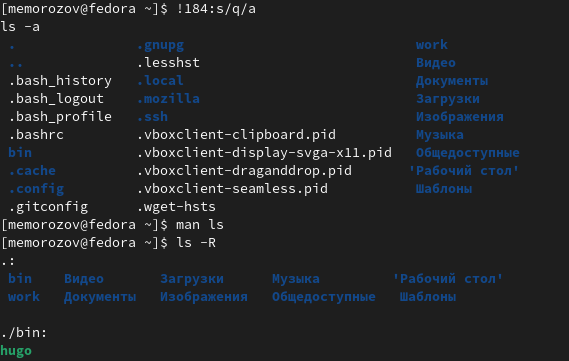 [memorozov@fedora ~]$ !184:s/q/a
ls -a
. .gnupg work
.. .lesshst Видео
.bash_history .local Документы
.bash_logout .mozilla Загрузки
.bash_profile .ssh Изображения
.bashrc .vboxclient-clipboard.pid Музыка
bin .vboxclient-display-svga-x11.pid Общедоступные
.cache .vboxclient-draganddrop.pid 'Рабочий стол'
.config .vboxclient-seamless.pid Шаблоны
.gitconfig .wget-hsts
[memorozov@fedora ~]$ man ls
[memorozov@fedora ~]$ ls -R
.:
bin Видео Загрузки Музыка 'Рабочий стол'
work Документы Изображения Общедоступные Шаблоны
./bin:
hugo